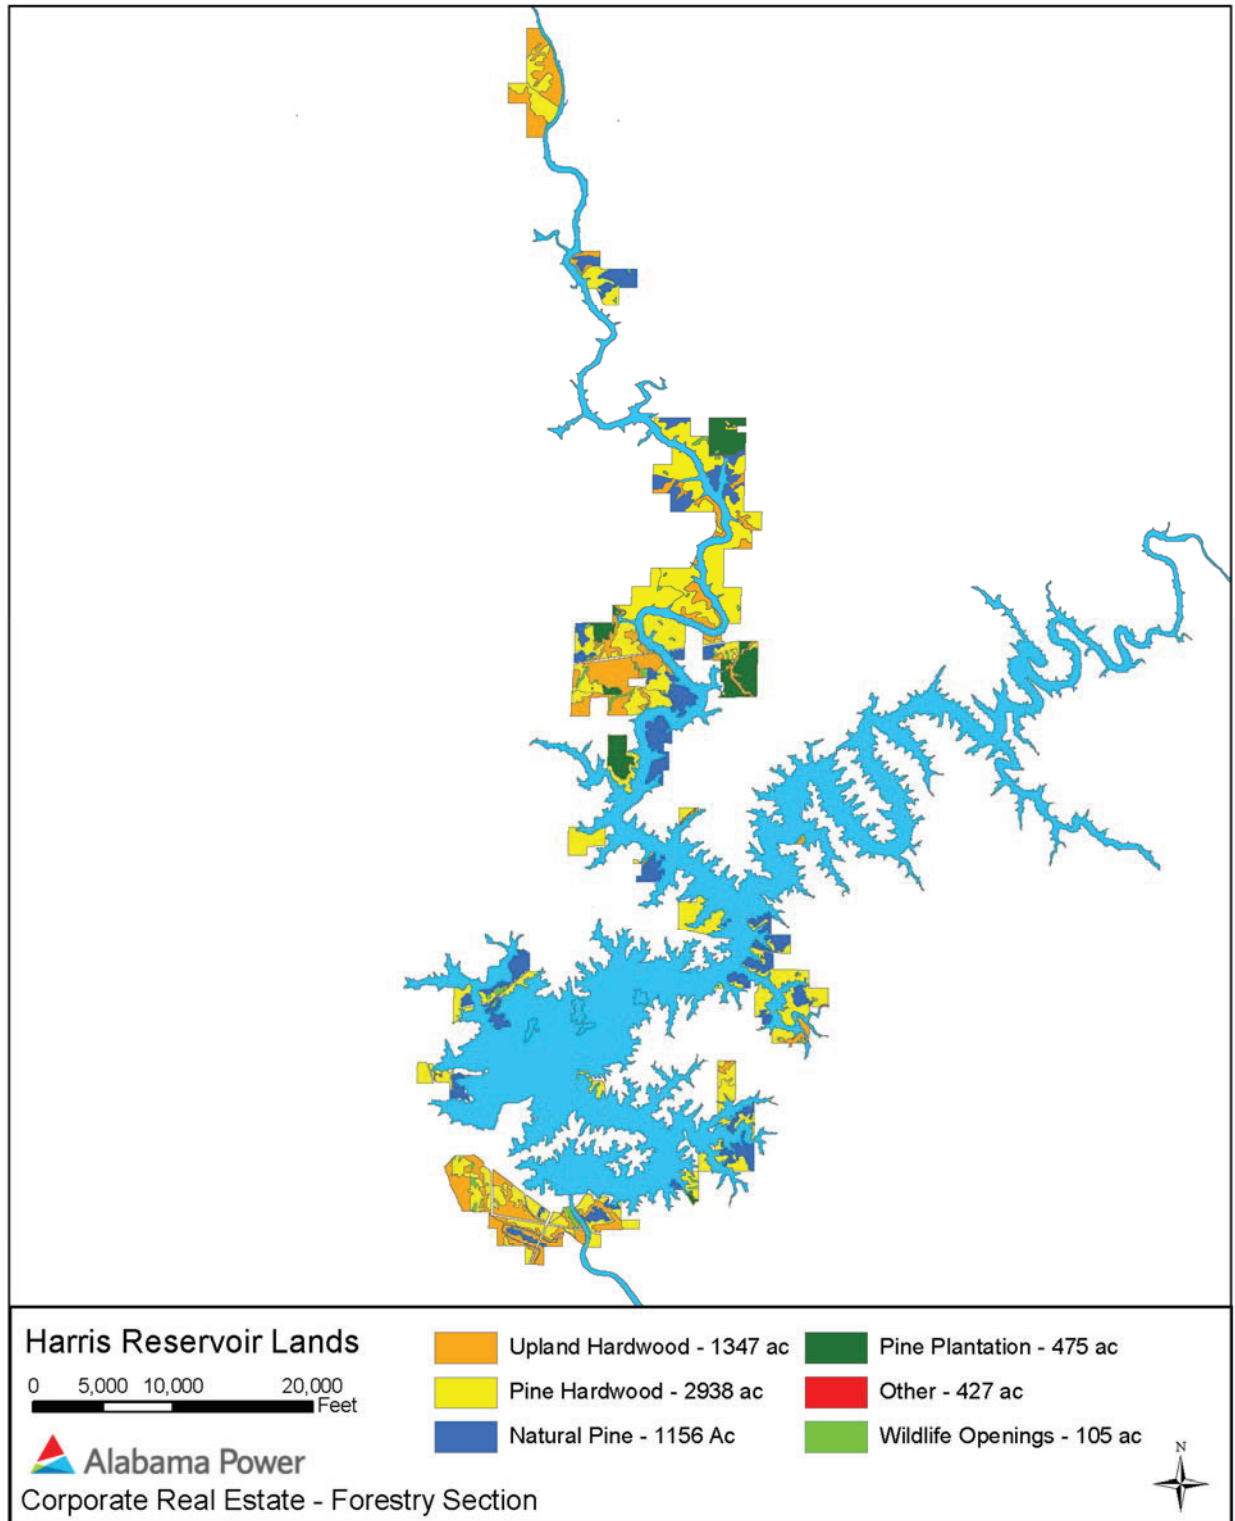 Harris Reservoir Lands
0 5,000 10,000 20,000
Feet
Alabama Power
Corporate Real Estate - Forestry Section
Upland Hardwood - 1347 ac
Pine Hardwood - 2938 ac
Natural Pine - 1156 Ac
Pine Plantation - 475 ac
Other - 427 ac
Wildlife Openings - 105 ac
N